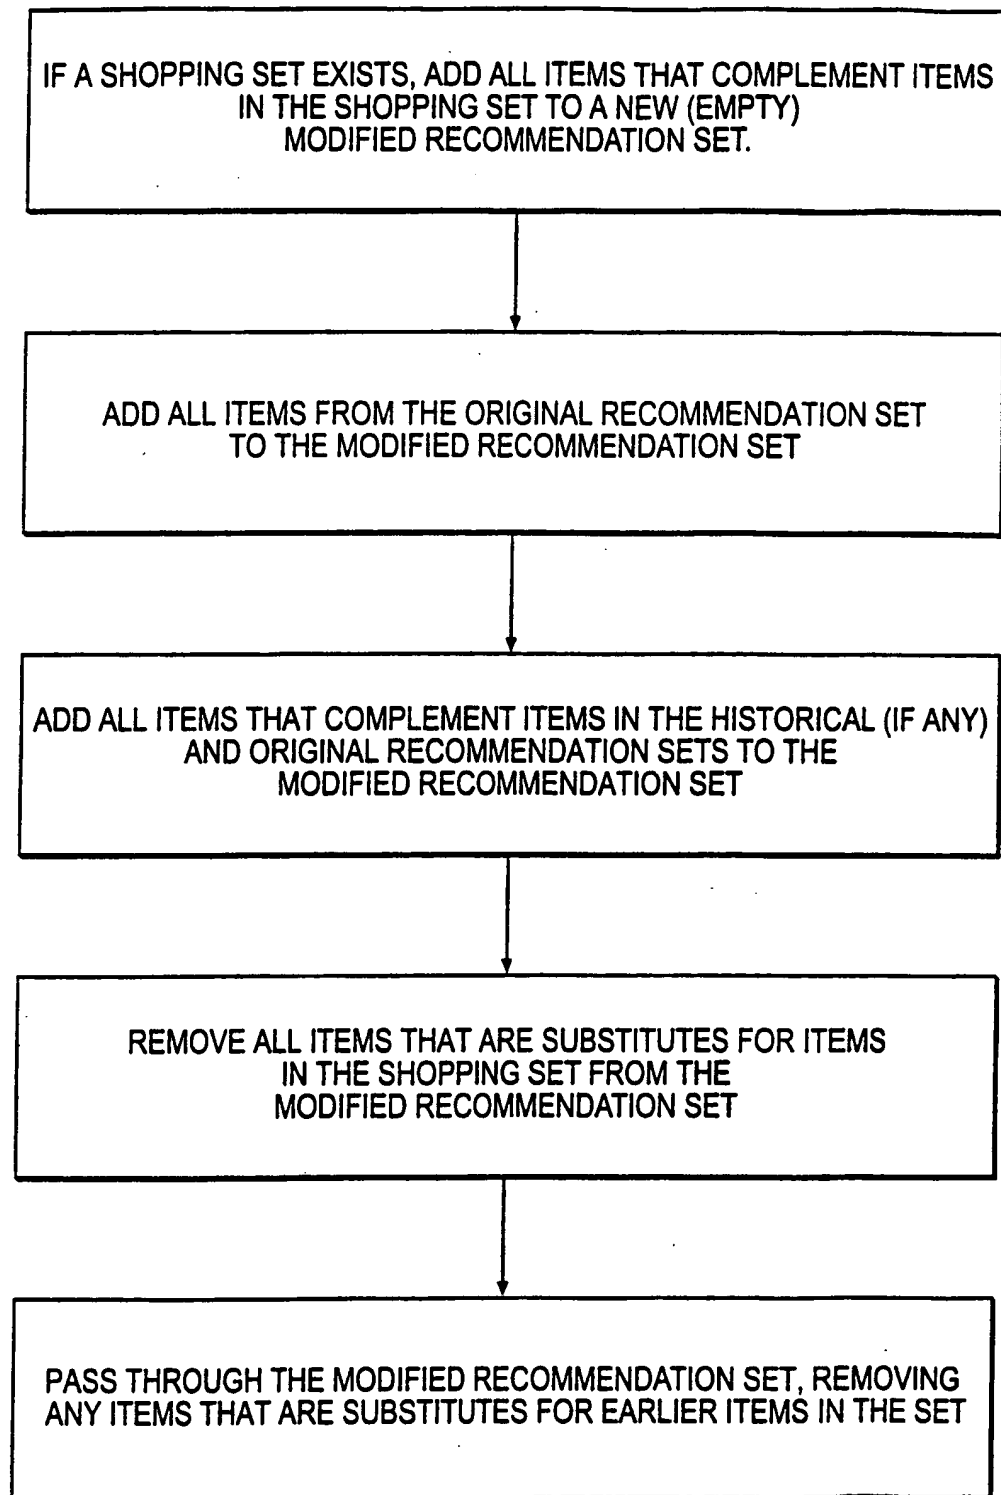 IF A SHOPPING SET EXISTS, ADD ALL ITEMS THAT COMPLEMENT ITEMS
IN THE SHOPPING SET TO A NEW (EMPTY)
MODIFIED RECOMMENDATION SET.
ADD ALL ITEMS FROM THE ORIGINAL RECOMMENDATION SET
TO THE MODIFIED RECOMMENDATION SET
ADD ALL ITEMS THAT COMPLEMENT ITEMS IN THE HISTORICAL (IF ANY)
AND ORIGINAL RECOMMENDATION SETS TO THE
MODIFIED RECOMMENDATION SET
REMOVE ALL ITEMS THAT ARE SUBSTITUTES FOR ITEMS
IN THE SHOPPING SET FROM THE
MODIFIED RECOMMENDATION SET
PASS THROUGH THE MODIFIED RECOMMENDATION SET, REMOVING
ANY ITEMS THAT ARE SUBSTITUTES FOR EARLIER ITEMS IN THE SET